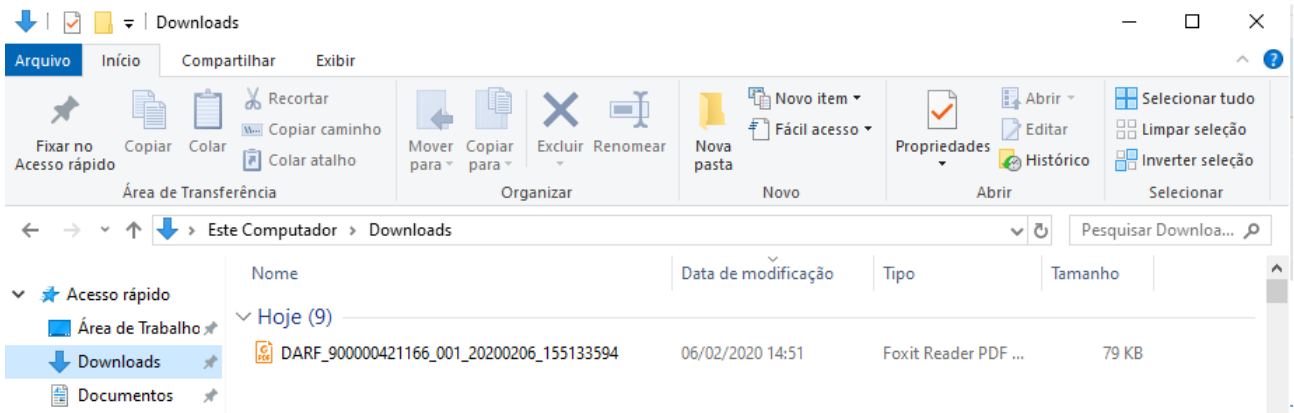 Downloads
Arquivo Início Compartilhar Exibir
Fixar no Acesso rápido
Copiar
Colar
Recortar
Copiar caminho
Colar atalho
Área de Transferência
Mover para
Copiar para
Excluir
Renomear
Organizar
Nova pasta
Novo item
Fácil acesso
Novo
Propriedades
Abrir
Editar
Histórico
Abrir
Selecionar tudo
Limpar seleção
Inverter seleção
Selecionar
Este Computador > Downloads
Pesquisar Downloa...
Acesso rápido
Área de Trabalho
Downloads
Documentos
Nome Data de modificação Tipo Tamanho
Hoje (9)
DARF_900000421166_001_20200206_155133594 06/02/2020 14:51 Foxit Reader PDF ... 79 KB